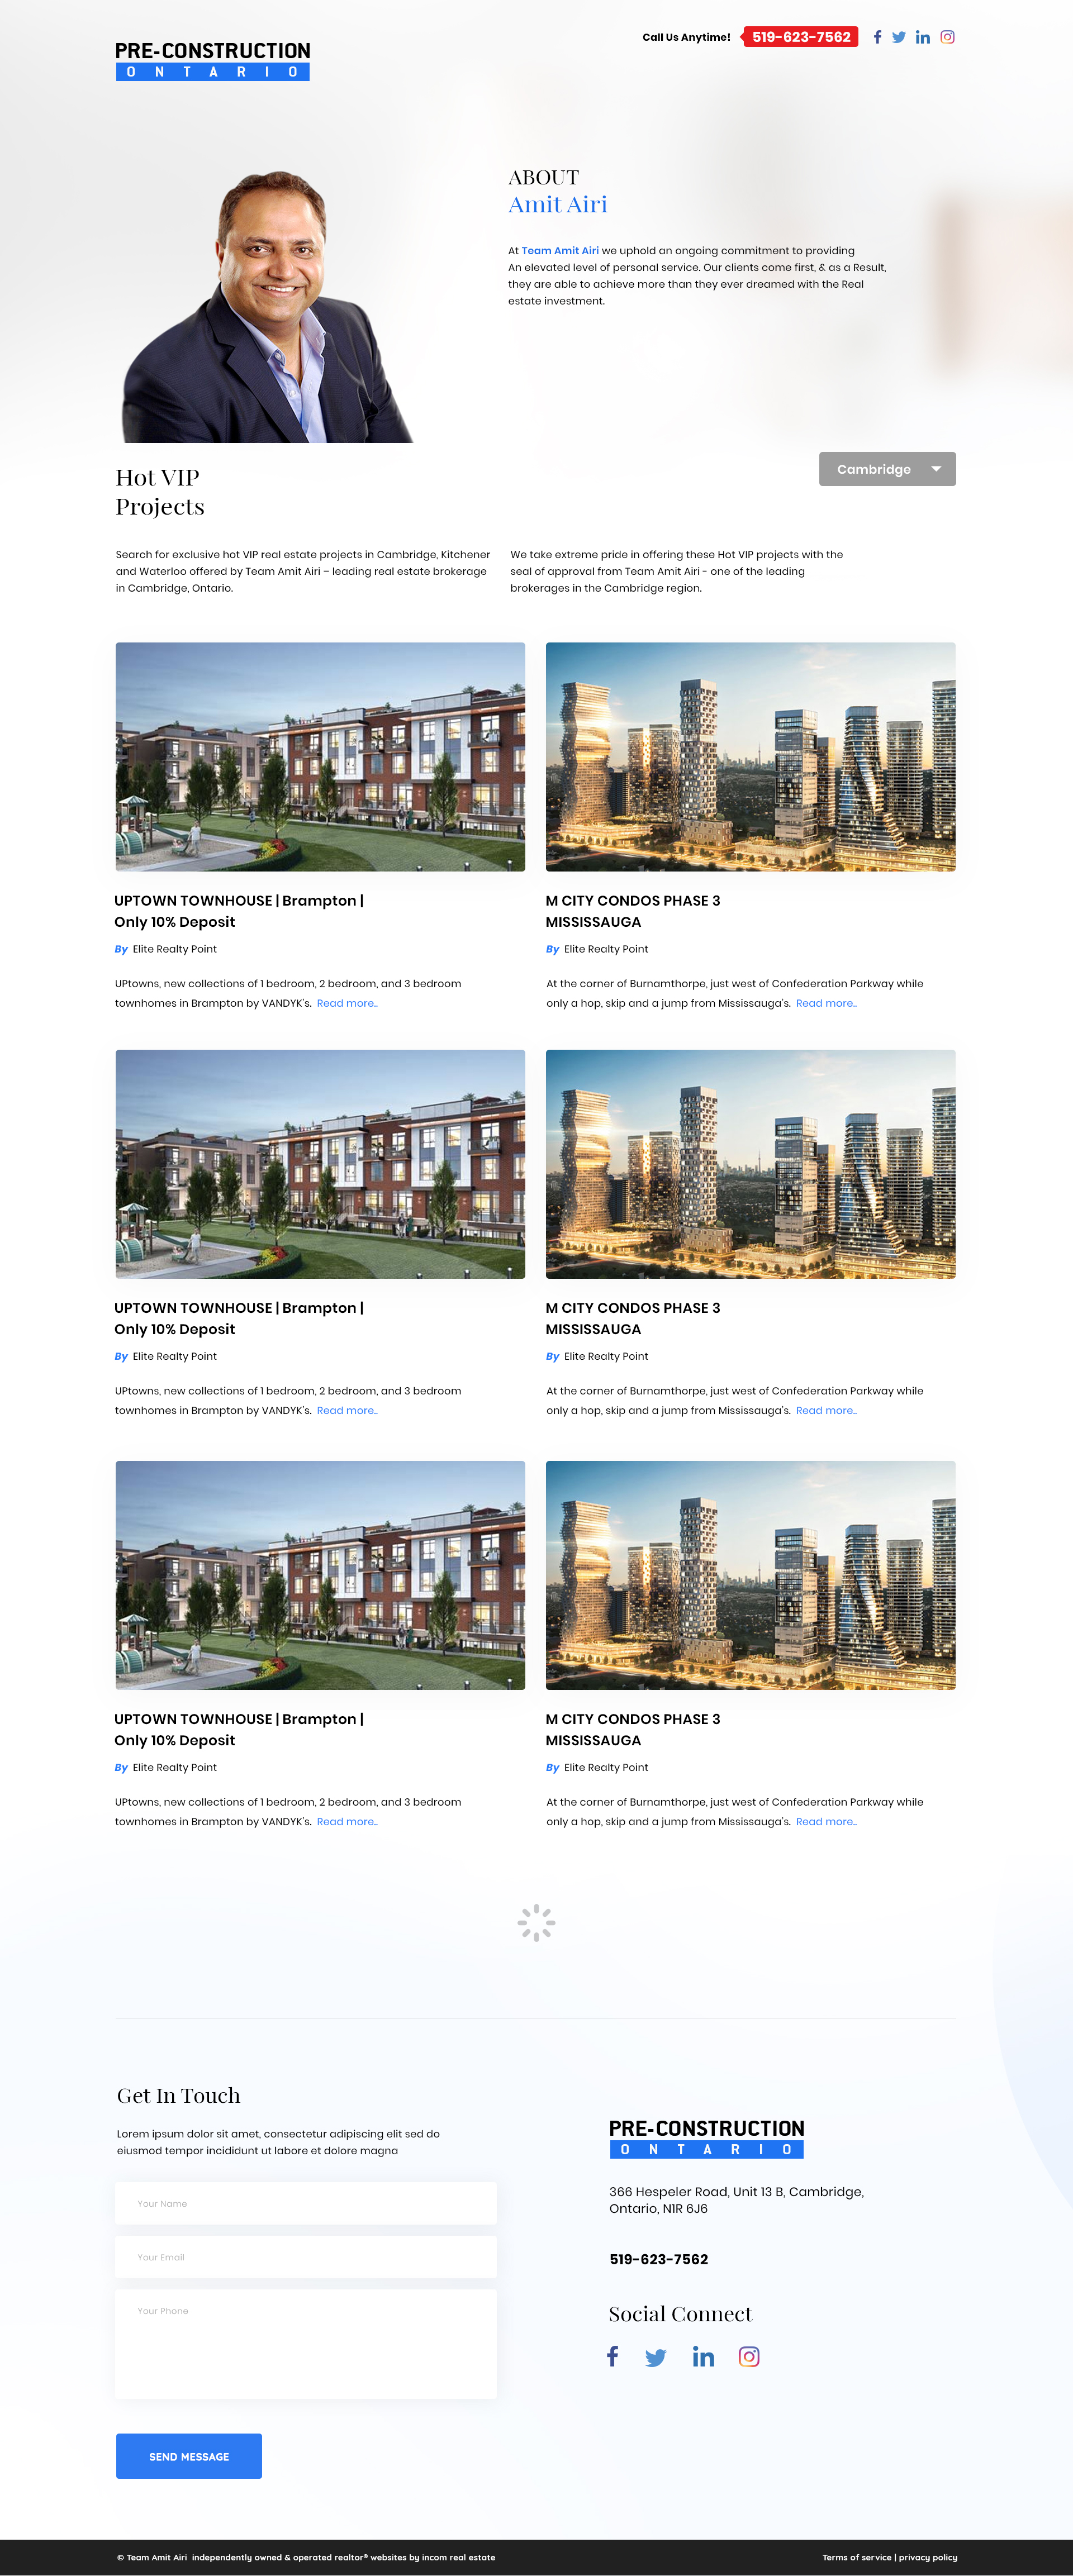 PRE-CONSTRUCTION
ONTARIO
Call Us Anytime!
519-623-7562
ABOUT
Amit Airi
At Team Amit Airi we uphold an ongoing commitment to providing
An elevated level of personal service. Our clients come first, & as a Result,
they are able to achieve more than they ever dreamed with the Real
estate investment.
Hot VIP
Projects
Cambridge
Search for exclusive hot VIP real estate projects in Cambridge, Kitchener
and Waterloo offered by Team Amit Airi – leading real estate brokerage
in Cambridge, Ontario.
We take extreme pride in offering these Hot VIP projects with the
seal of approval from Team Amit Airi - one of the leading
brokerages in the Cambridge region.
UPTOWN TOWNHOUSE | Brampton |
Only 10% Deposit
By Elite Realty Point
UPtowns, new collections of 1 bedroom, 2 bedroom, and 3 bedroom
townhomes in Brampton by VANDYK's. Read more..
M CITY CONDOS PHASE 3
MISSISSAUGA
By Elite Realty Point
At the corner of Burnamthorpe, just west of Confederation Parkway while
only a hop, skip and a jump from Mississauga's. Read more..
UPTOWN TOWNHOUSE | Brampton |
Only 10% Deposit
By Elite Realty Point
UPtowns, new collections of 1 bedroom, 2 bedroom, and 3 bedroom
townhomes in Brampton by VANDYK's. Read more..
M CITY CONDOS PHASE 3
MISSISSAUGA
By Elite Realty Point
At the corner of Burnamthorpe, just west of Confederation Parkway while
only a hop, skip and a jump from Mississauga's. Read more..
UPTOWN TOWNHOUSE | Brampton |
Only 10% Deposit
By Elite Realty Point
UPtowns, new collections of 1 bedroom, 2 bedroom, and 3 bedroom
townhomes in Brampton by VANDYK's. Read more..
M CITY CONDOS PHASE 3
MISSISSAUGA
By Elite Realty Point
At the corner of Burnamthorpe, just west of Confederation Parkway while
only a hop, skip and a jump from Mississauga's. Read more..
Get In Touch
Lorem ipsum dolor sit amet, consectetur adipiscing elit sed do
eiusmod tempor incididunt ut labore et dolore magna
Your Name
Your Email
Your Phone
SEND MESSAGE
PRE-CONSTRUCTION
ONTARIO
366 Hespeler Road, Unit 13 B, Cambridge,
Ontario, N1R 6J6
519-623-7562
Social Connect
© Team Amit Airi independently owned & operated realtor® websites by incom real estate
Terms of service | privacy policy